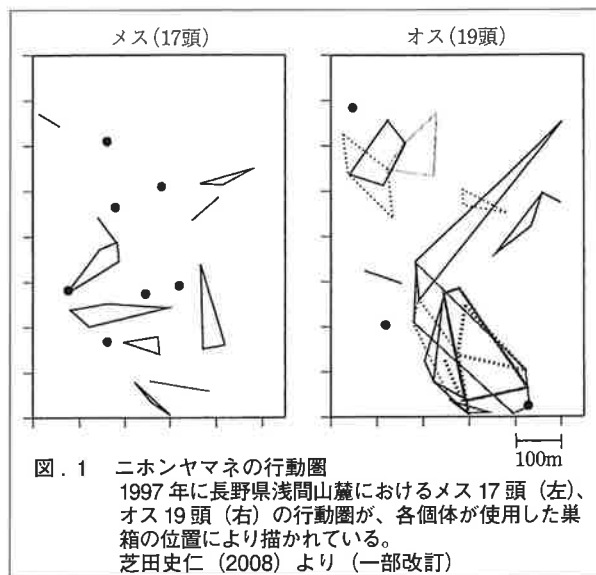 メス(17頭)
オス(19頭)
100m
図.1 ニホンヤマネの行動圏
1997年に長野県浅間山麓におけるメス17頭(左)、
オス19頭(右)の行動圏が、各個体が使用した巣
箱の位置により描かれている。
芝田史仁(2008)より(一部改訂)